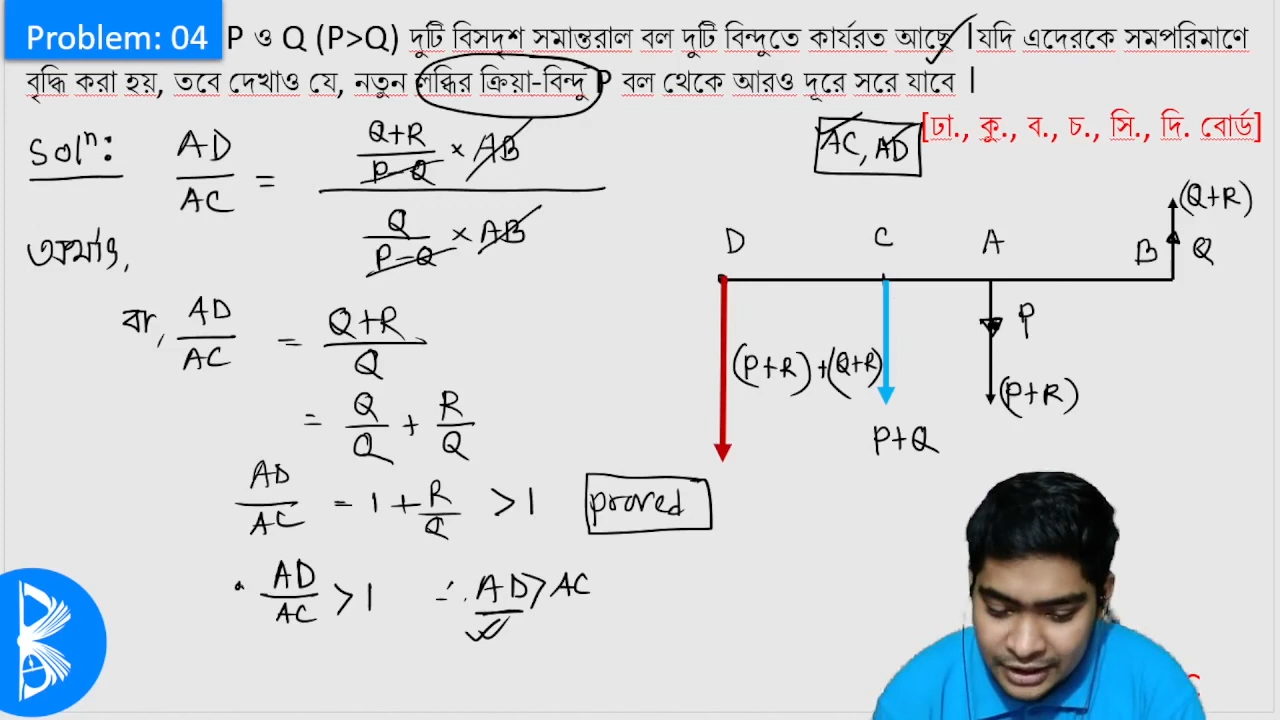 Problem: 04 P ও Q (P>Q) দুটি বিসদৃশ সমান্তরাল বল দুটি বিন্দুতে কার্যরত আছে। যদি এদেরকে সমপরিমাণে
বৃদ্ধি করা হয়, তবে দেখাও যে, নতুন লব্ধির ক্রিয়া-বিন্দু P বল থেকে আরও দূরে সরে যাবে।
[ঢা., কু., ব., চ., সি., দি. বোর্ড]
AC, AD
Solⁿ: AD/AC = ((Q+R)/(P-Q) × AB)/(Q/(P-Q) × AB)
অর্থাৎ,
বা, AD/AC = (Q+R)/Q
= Q/Q + R/Q
AD/AC = 1 + R/Q > 1
proved
AD/AC > 1 ∴ AD > AC
(Q+R)
D C A B Q
P
(P+R)+(Q+R) (P+R)
P+Q